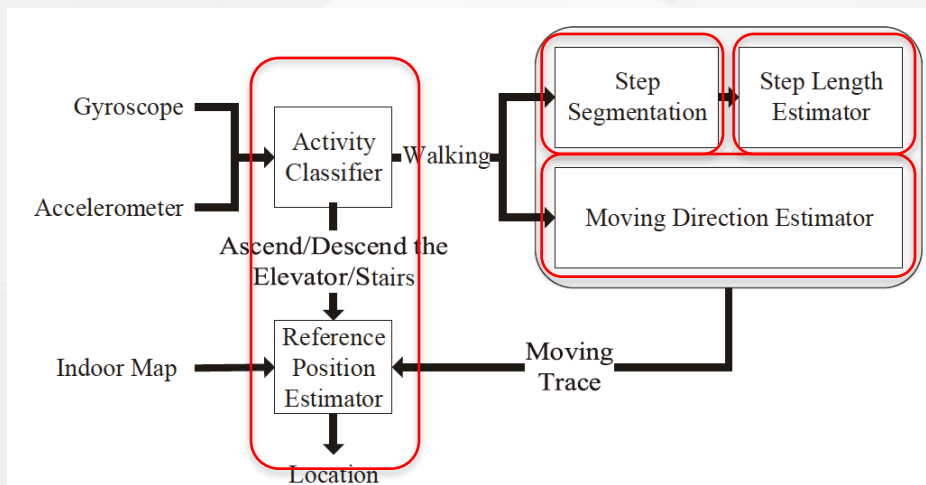 Gyroscope
Accelerometer
Activity
Classifier
Walking
Step
Segmentation
Step Length
Estimator
Moving Direction Estimator
Ascend/Descend the
Elevator/Stairs
Indoor Map
Reference
Position
Estimator
Moving
Trace
Location